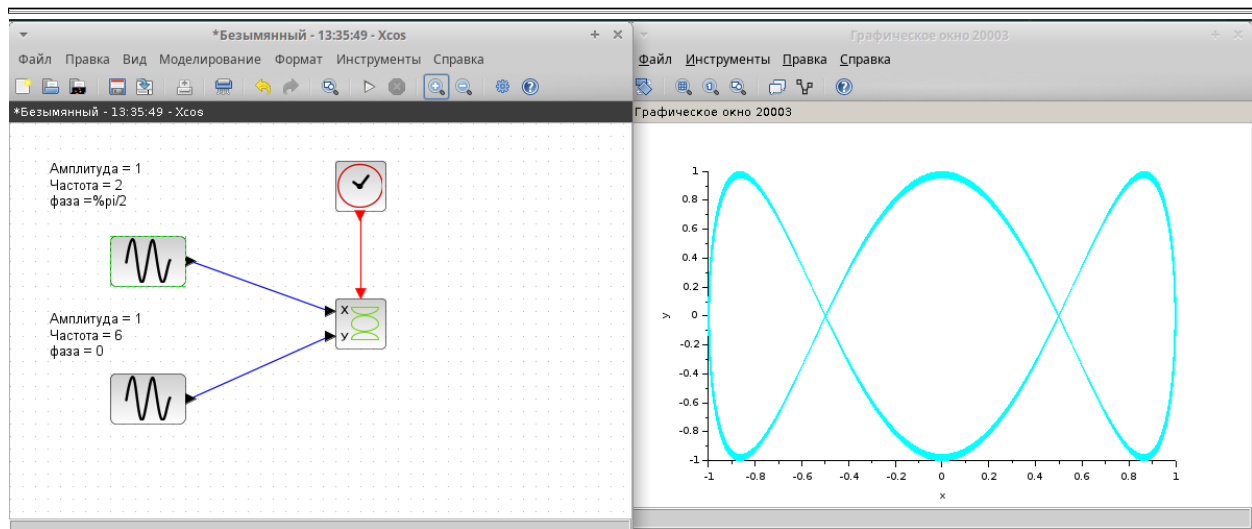 *Безымянный - 13:35:49 - Xcos
Файл Правка Вид Моделирование Формат Инструменты Справка
*Безымянный - 13:35:49 - Xcos
Амплитуда = 1
Частота = 2
фаза =%pi/2
X
y
Амплитуда = 1
Частота = 6
фаза = 0
Графическое окно 20003
Файл Инструменты Правка Справка
Графическое окно 20003
1
0.8
0.6
0.4
0.2
0
-0.2
-0.4
-0.6
-0.8
-1
y
-1 -0.8 -0.6 -0.4 -0.2 0 0.2 0.4 0.6 0.8 1
x